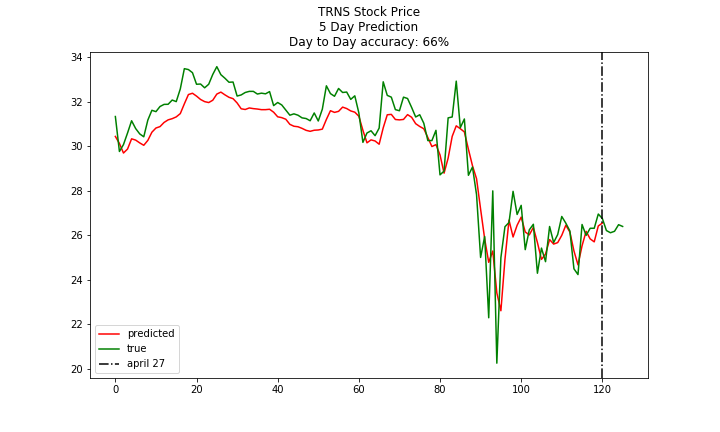 TRNS Stock Price
5 Day Prediction
Day to Day accuracy: 66%
34
32
30
28
26
24
22
20
predicted
true
april 27
0 20 40 60 80 100 120